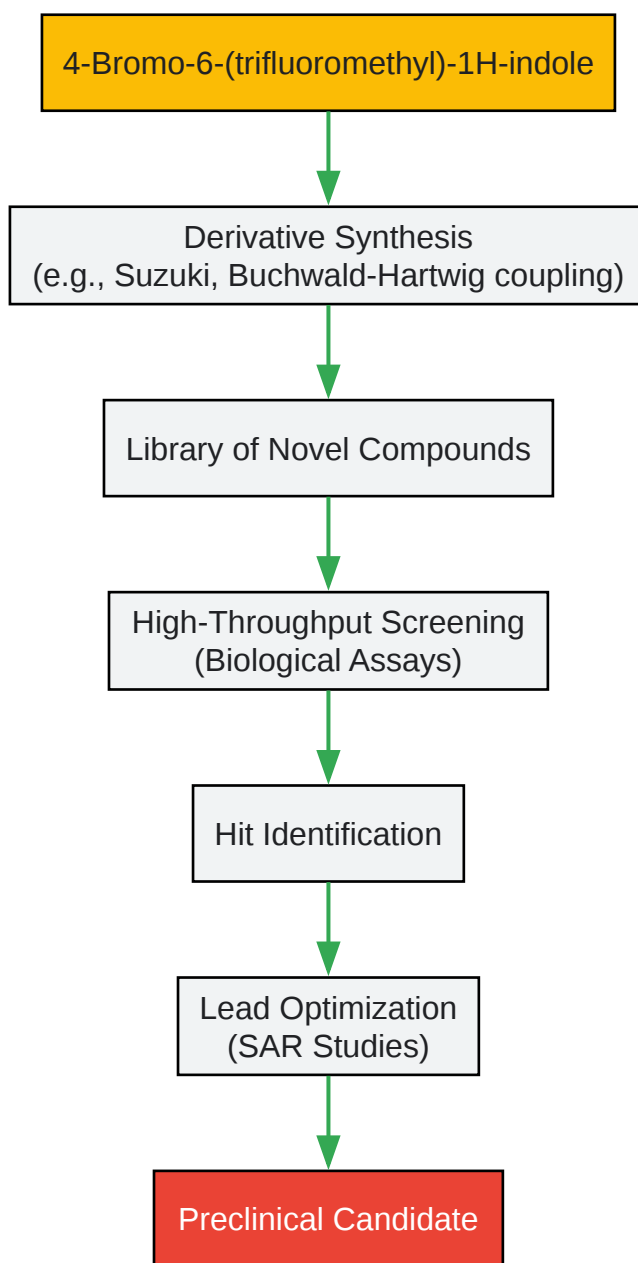 4-Bromo-6-(trifluoromethyl)-1H-indole
Derivative Synthesis
(e.g., Suzuki, Buchwald-Hartwig coupling)
Library of Novel Compounds
High-Throughput Screening
(Biological Assays)
Hit Identification
Lead Optimization
(SAR Studies)
Preclinical Candidate